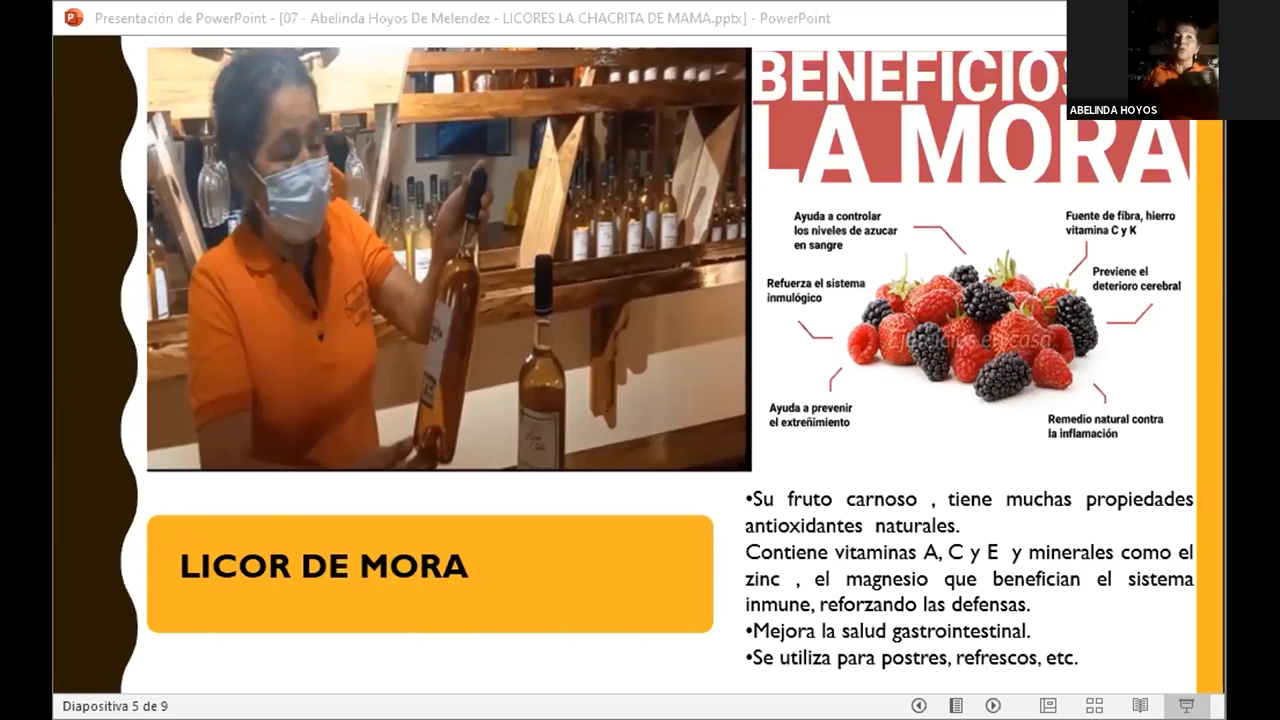 Presentación de PowerPoint - [07 - Abelinda Hoyos De Melendez - LICORES LA CHACRITA DE MAMA.pptx] - PowerPoint
ABELINDA HOYOS
BENEFICIOS
LA MORA
Ayuda a controlar
los niveles de azucar
en sangre
Fuente de fibra, hierro
vitamina C y K
Refuerza el sistema
inmulógico
Previene el
deterioro cerebral
Ejercicios en casa
Ayuda a prevenir
el extreñimiento
Remedio natural contra
la inflamación
LICOR DE MORA
•Su fruto carnoso , tiene muchas propiedades
antioxidantes naturales.
Contiene vitaminas A, C y E y minerales como el
zinc , el magnesio que benefician el sistema
inmune, reforzando las defensas.
•Mejora la salud gastrointestinal.
•Se utiliza para postres, refrescos, etc.
Diapositiva 5 de 9